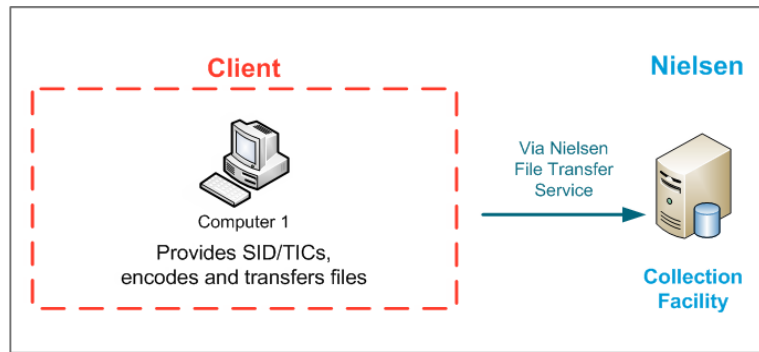 Client
Nielsen
Computer 1
Provides SID/TICs,
encodes and transfers files
Via Nielsen
File Transfer
Service
Collection
Facility